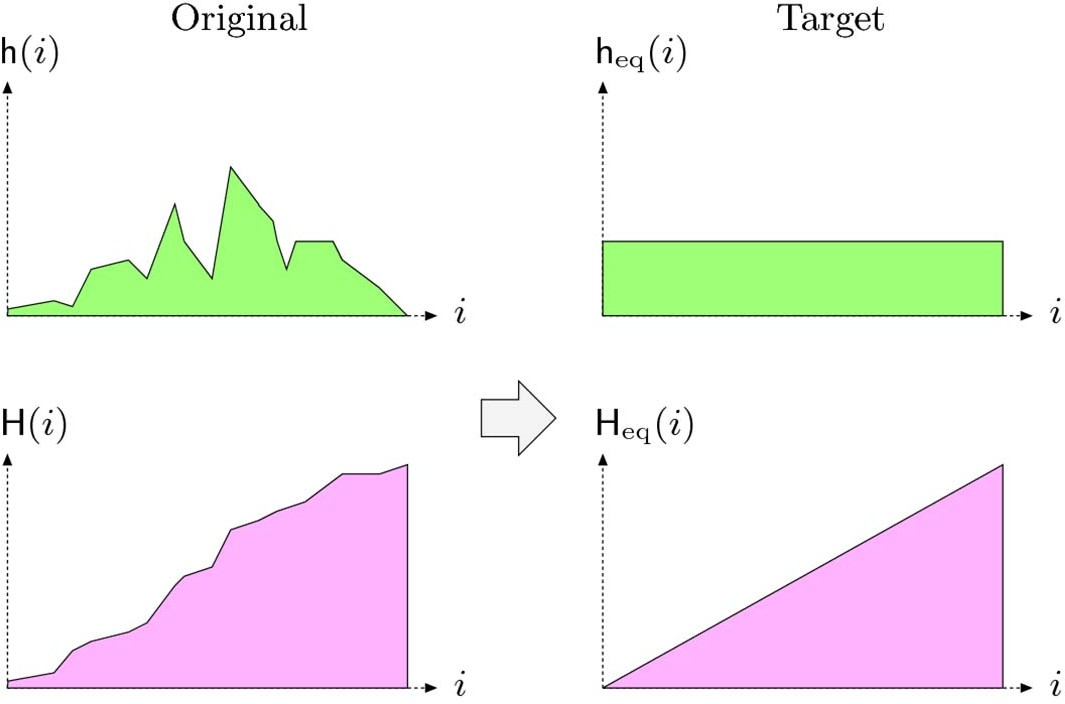 Original
Target
h(i)
h_eq(i)
i
i
H(i)
H_eq(i)
i
i